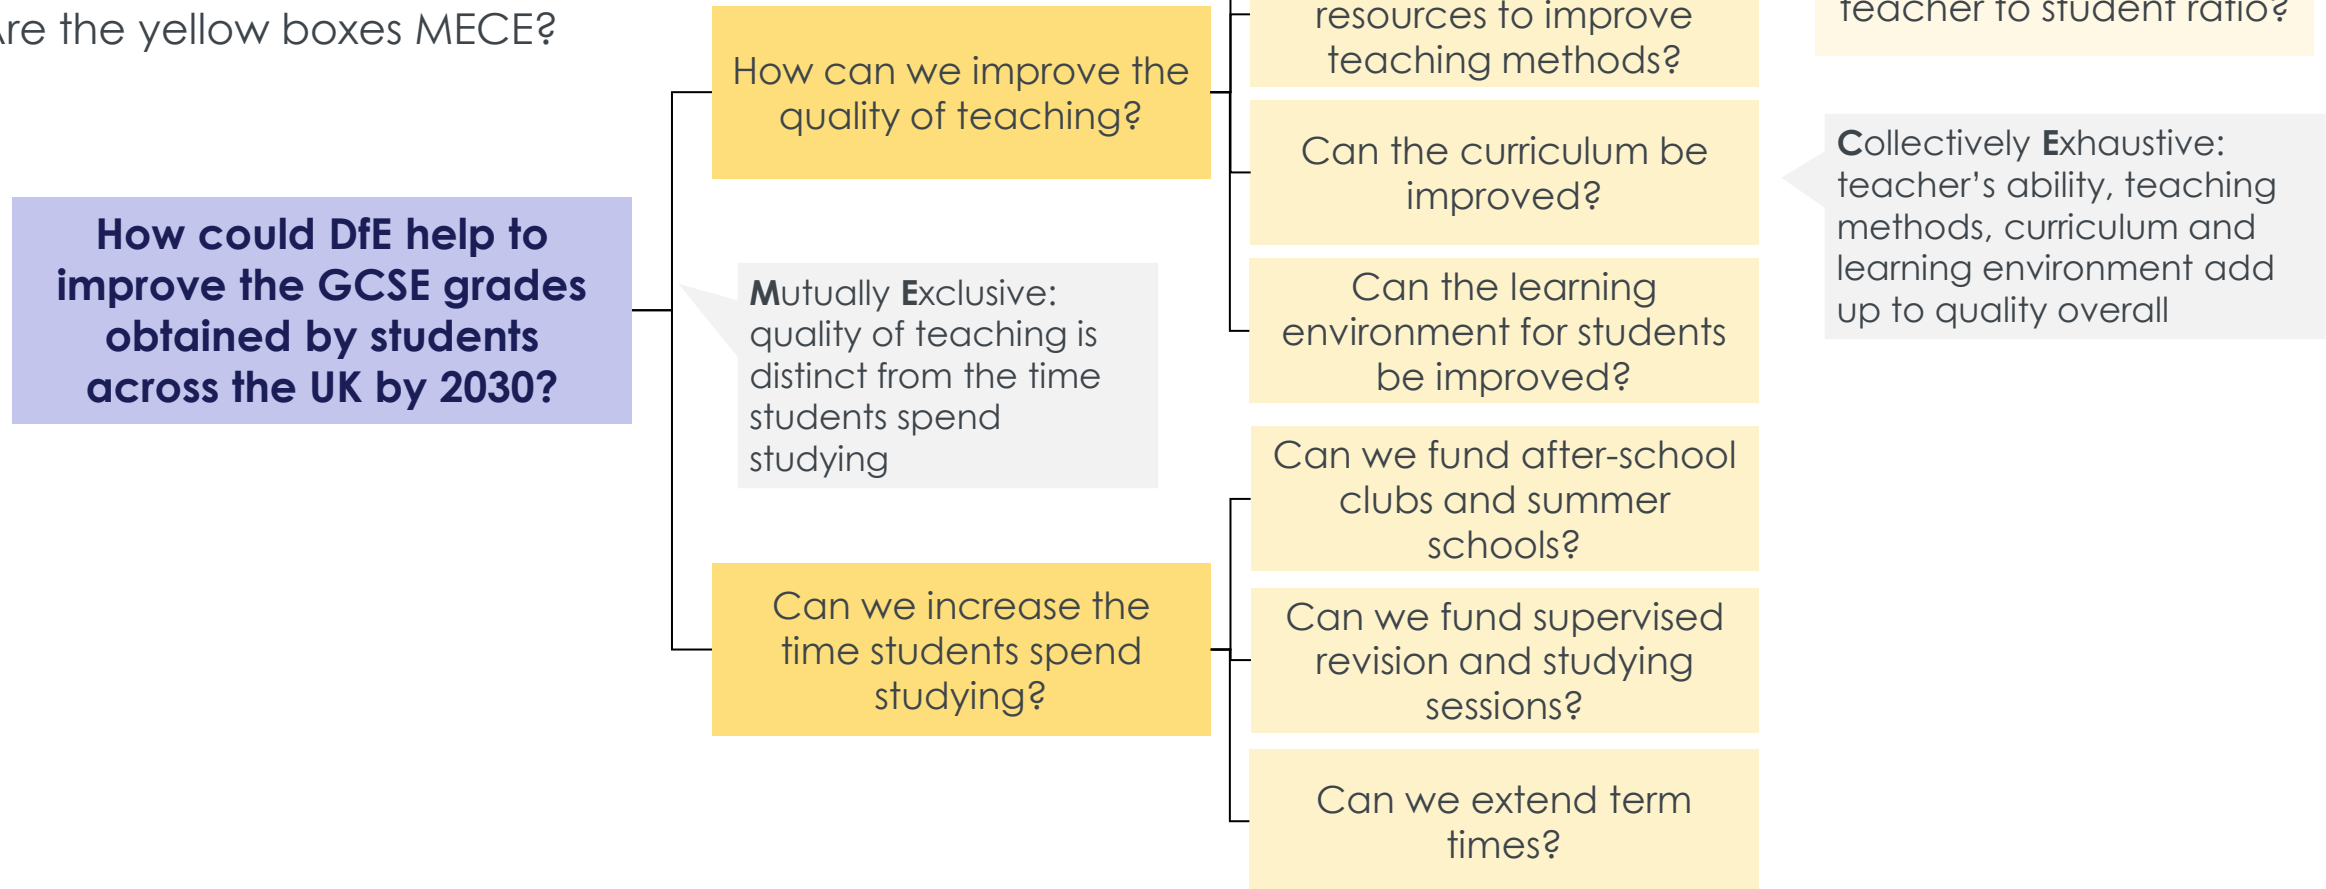 Are the yellow boxes MECE?
How could DfE help to
improve the GCSE grades
obtained by students
across the UK by 2030?
How can we improve the
quality of teaching?
Mutually Exclusive:
quality of teaching is
distinct from the time
students spend
studying
Can we increase the
time students spend
studying?
resources to improve
teaching methods?
Can the curriculum be
improved?
Can the learning
environment for students
be improved?
Can we fund after-school
clubs and summer
schools?
Can we fund supervised
revision and studying
sessions?
Can we extend term
times?
teacher to student ratio?
Collectively Exhaustive:
teacher’s ability, teaching
methods, curriculum and
learning environment add
up to quality overall